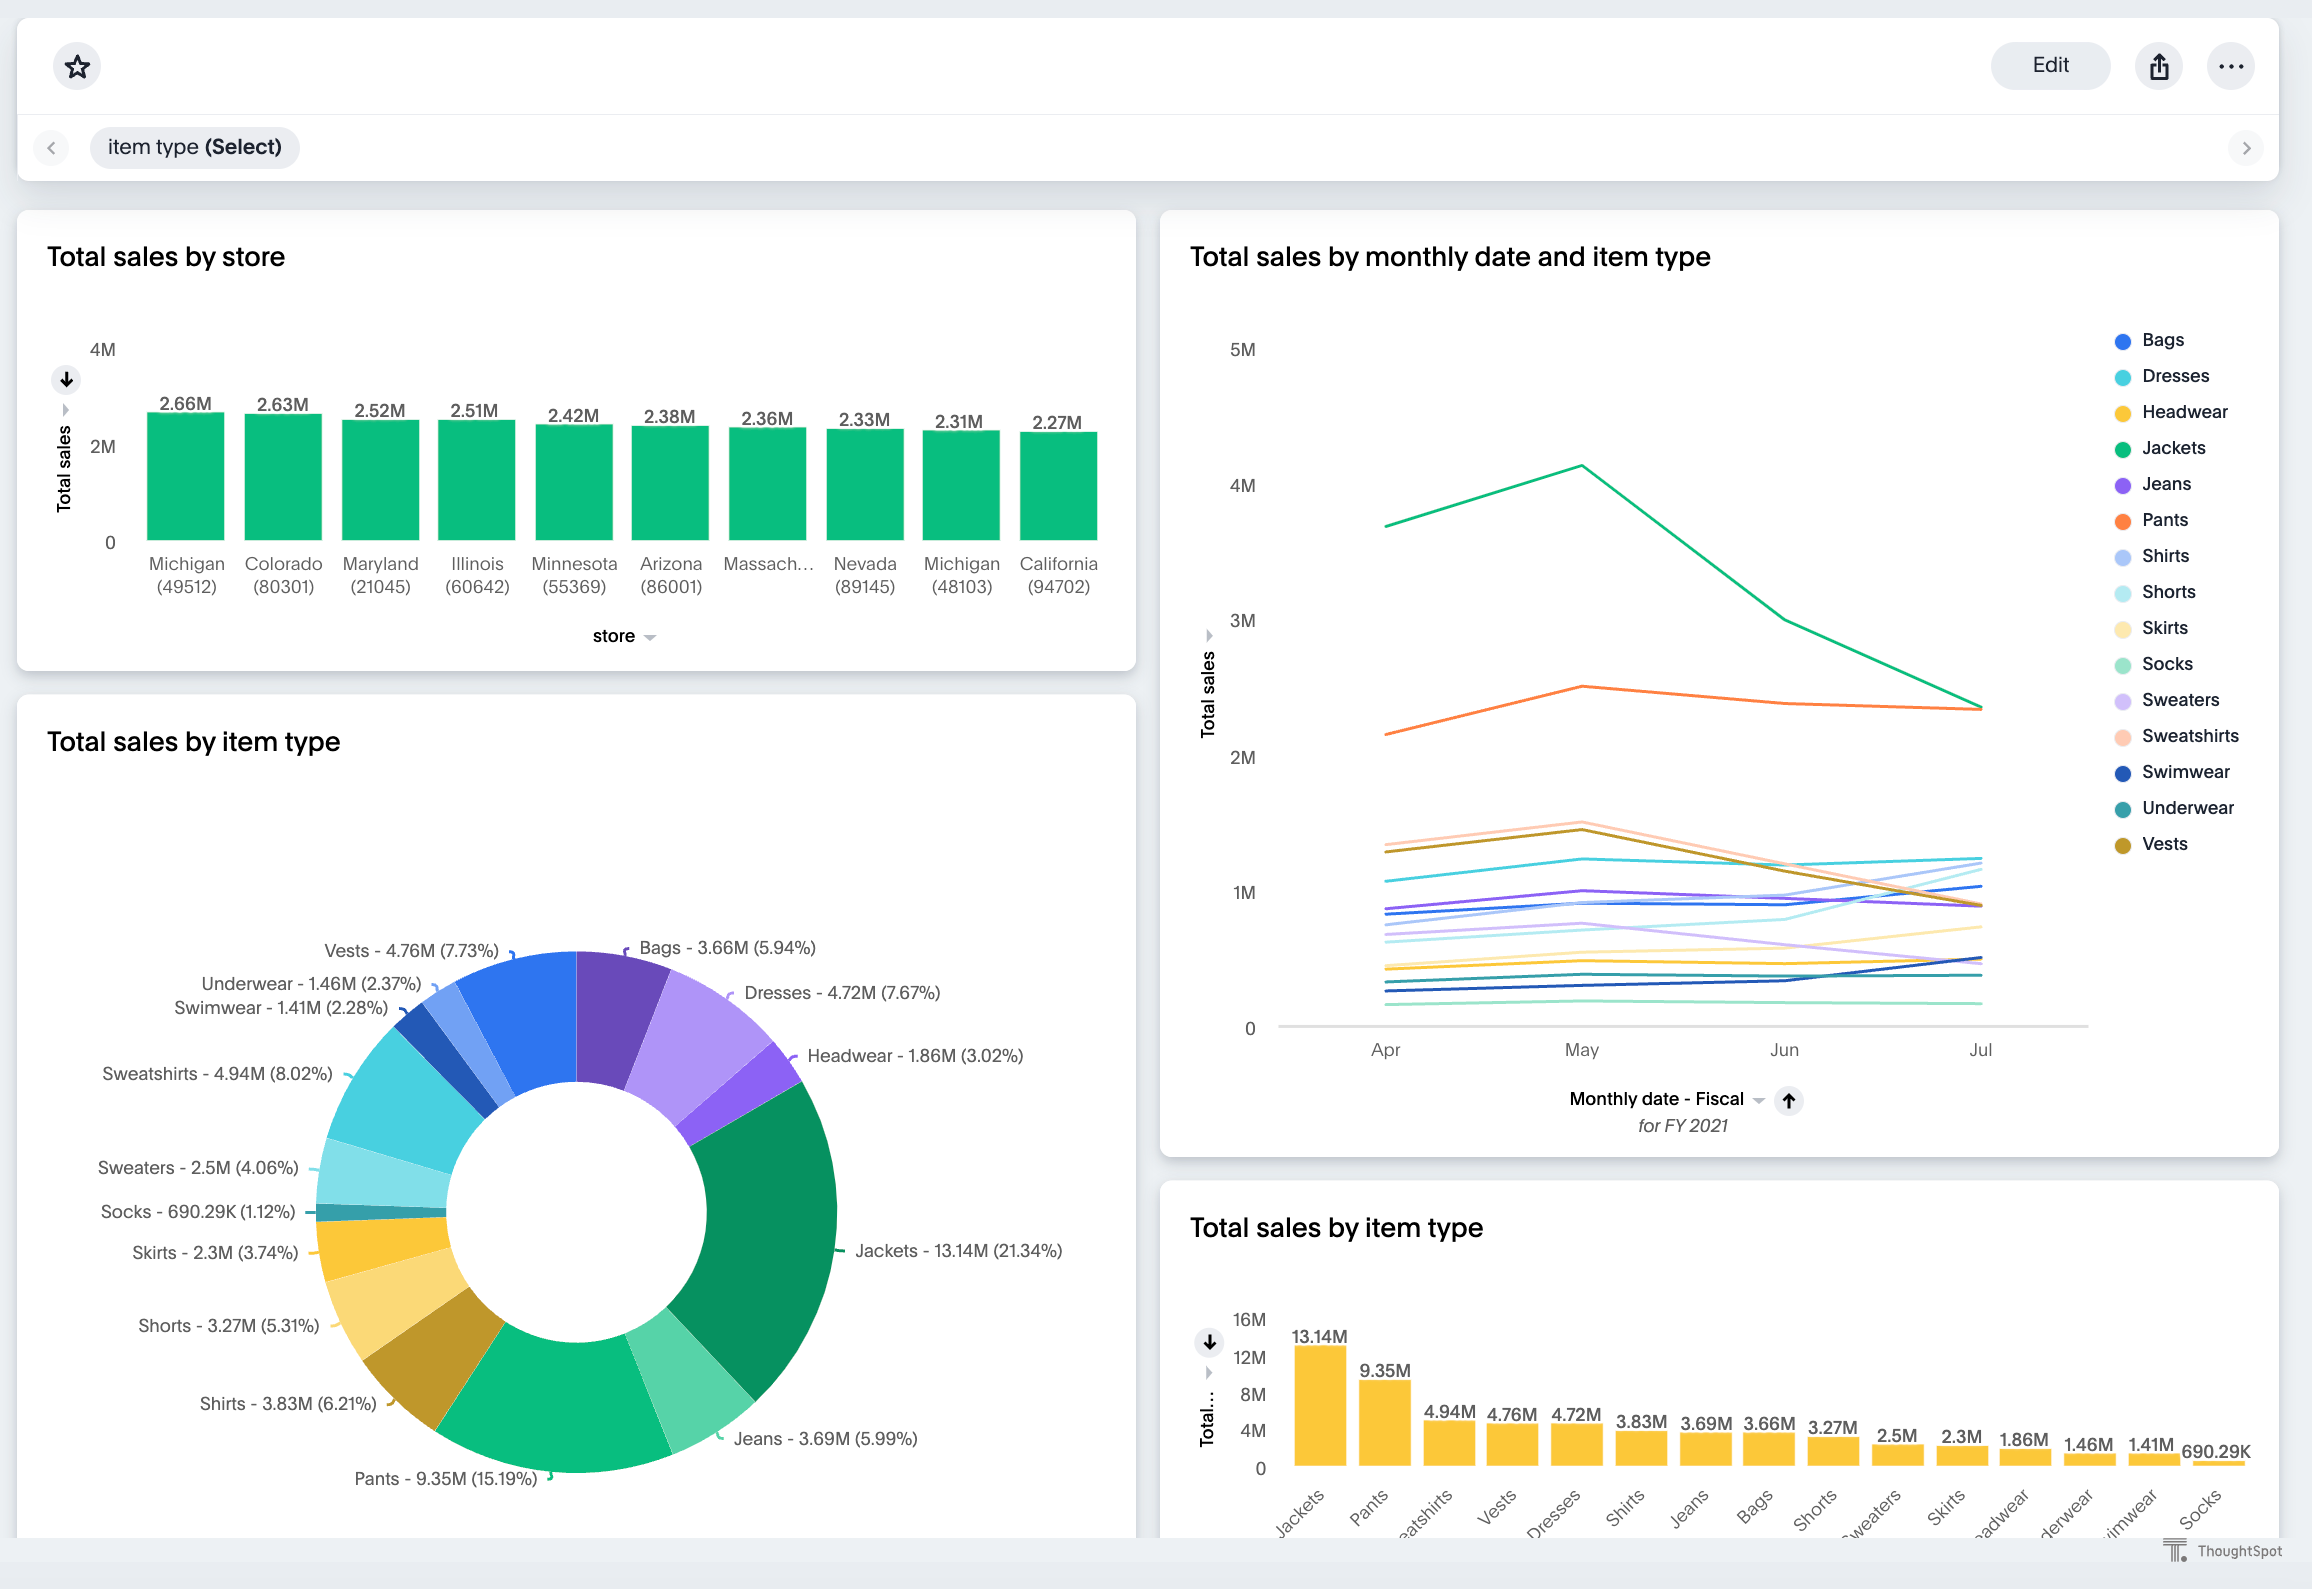 Edit
item type (Select)
Total sales by store
4M
2M
0
Total sales
2.66M 2.63M 2.52M 2.51M 2.42M 2.38M 2.36M 2.33M 2.31M 2.27M
Michigan Colorado Maryland Illinois Minnesota Arizona Massach... Nevada Michigan California
(49512) (80301) (21045) (60642) (55369) (86001) (89145) (48103) (94702)
store
Total sales by monthly date and item type
5M
4M
3M
2M
1M
0
Total sales
Apr May Jun Jul
Monthly date - Fiscal
for FY 2021
Bags
Dresses
Headwear
Jackets
Jeans
Pants
Shirts
Shorts
Skirts
Socks
Sweaters
Sweatshirts
Swimwear
Underwear
Vests
Total sales by item type
Bags - 3.66M (5.94%)
Dresses - 4.72M (7.67%)
Headwear - 1.86M (3.02%)
Jackets - 13.14M (21.34%)
Jeans - 3.69M (5.99%)
Pants - 9.35M (15.19%)
Shirts - 3.83M (6.21%)
Shorts - 3.27M (5.31%)
Skirts - 2.3M (3.74%)
Socks - 690.29K (1.12%)
Sweaters - 2.5M (4.06%)
Sweatshirts - 4.94M (8.02%)
Swimwear - 1.41M (2.28%)
Underwear - 1.46M (2.37%)
Vests - 4.76M (7.73%)
Total sales by item type
16M
12M
8M
4M
0
Total...
13.14M 9.35M 4.94M 4.76M 4.72M 3.83M 3.69M 3.66M 3.27M 2.5M 2.3M 1.86M 1.46M 1.41M 690.29K
Jackets Pants eatshirts Vests Dresses Shirts Jeans Bags Shorts weaters Skirts adwear derwear imwear Socks
ThoughtSpot